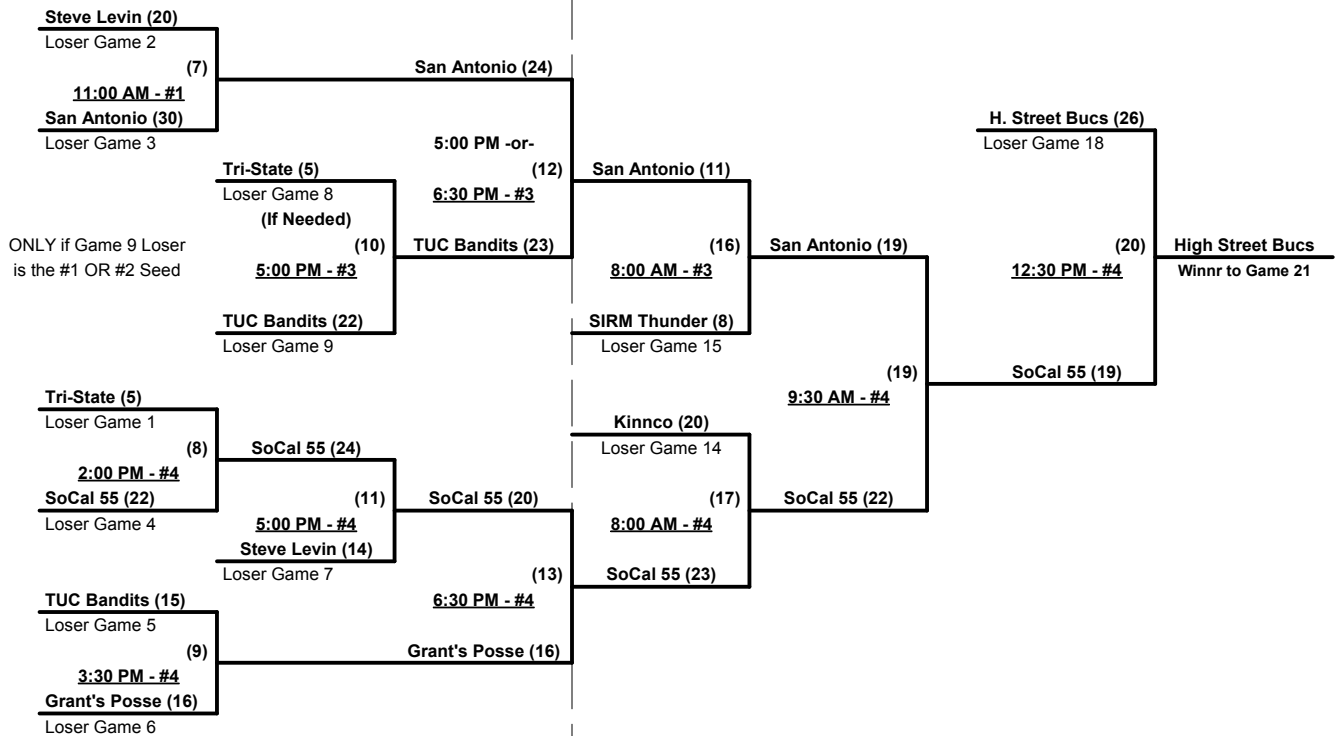 Steve Levin (20)
Loser Game 2
(7)
11:00 AM - #1
San Antonio (30)
Loser Game 3
San Antonio (24)
5:00 PM -or-
(12)
6:30 PM - #3
Tri-State (5)
Loser Game 8
(If Needed)
(10)
5:00 PM - #3
TUC Bandits (22)
Loser Game 9
ONLY if Game 9 Loser
is the #1 OR #2 Seed
TUC Bandits (23)
San Antonio (11)
(16)
8:00 AM - #3
SIRM Thunder (8)
Loser Game 15
San Antonio (19)
H. Street Bucs (26)
Loser Game 18
(20)
12:30 PM - #4
High Street Bucs
Winnr to Game 21
(19)
9:30 AM - #4
SoCal 55 (19)
Tri-State (5)
Loser Game 1
(8)
2:00 PM - #4
SoCal 55 (22)
Loser Game 4
SoCal 55 (24)
(11)
5:00 PM - #4
Steve Levin (14)
Loser Game 7
SoCal 55 (20)
(13)
6:30 PM - #4
Kinnco (20)
Loser Game 14
(17)
8:00 AM - #4
SoCal 55 (23)
SoCal 55 (22)
TUC Bandits (15)
Loser Game 5
(9)
3:30 PM - #4
Grant's Posse (16)
Loser Game 6
Grant's Posse (16)